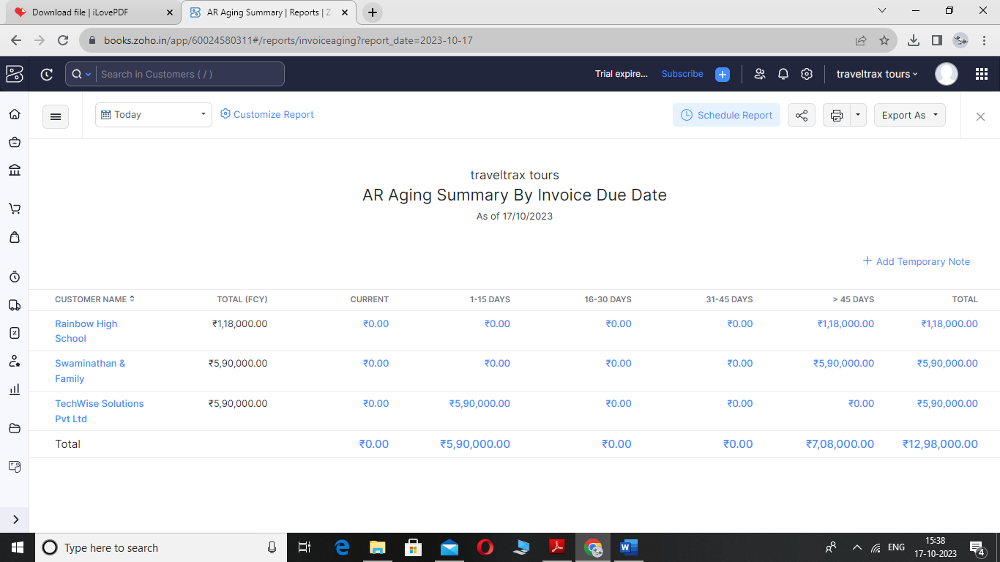 Download file | iLovePDF
AR Aging Summary | Reports | Z
books.zoho.in/app/60024580311#/reports/invoiceaging?report_date=2023-10-17
Search in Customers ( / )
Trial expire... Subscribe
traveltrax tours
Today
Customize Report
Schedule Report
Export As
traveltrax tours
AR Aging Summary By Invoice Due Date
As of 17/10/2023
Add Temporary Note
CUSTOMER NAME TOTAL (FCY) CURRENT 1-15 DAYS 16-30 DAYS 31-45 DAYS > 45 DAYS TOTAL
Rainbow High ₹1,18,000.00 ₹0.00 ₹0.00 ₹0.00 ₹0.00 ₹1,18,000.00 ₹1,18,000.00
School
Swaminathan & ₹5,90,000.00 ₹0.00 ₹0.00 ₹0.00 ₹0.00 ₹5,90,000.00 ₹5,90,000.00
Family
TechWise Solutions ₹5,90,000.00 ₹0.00 ₹5,90,000.00 ₹0.00 ₹0.00 ₹0.00 ₹5,90,000.00
Pvt Ltd
Total ₹0.00 ₹5,90,000.00 ₹0.00 ₹0.00 ₹7,08,000.00 ₹12,98,000.00
Type here to search
ENG
15:38
17-10-2023
4